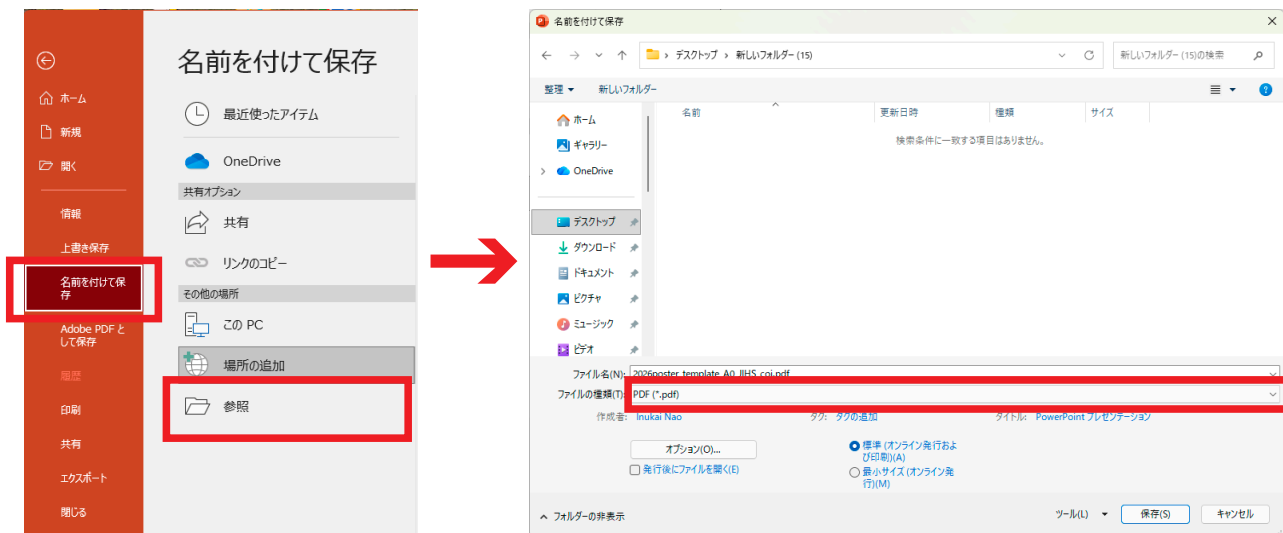 名前を付けて保存
ホーム
新規
開く
情報
上書き保存
名前を付けて保
存
Adobe PDF と
して保存
履歴
印刷
共有
エクスポート
閉じる
最近使ったアイテム
OneDrive
共有オプション
共有
リンクのコピー
その他の場所
この PC
場所の追加
参照
名前を付けて保存
デスクトップ › 新しいフォルダー (15)
新しいフォルダー (15)の検索
整理 新しいフォルダー
ホーム
ギャラリー
OneDrive
デスクトップ
ダウンロード
ドキュメント
ピクチャ
ミュージック
ビデオ
名前 更新日時 種類 サイズ
検索条件に一致する項目はありません。
ファイル名(N): 2026poster_template_A0_JIHS_coi.pdf
ファイルの種類(T): PDF (*.pdf)
作成者: Inukai Nao タグ: タグの追加 タイトル: PowerPoint プレゼンテーション
オプション(O)...
発行後にファイルを開く(E)
標準 (オンライン発行およ
び印刷)(A)
最小サイズ (オンライン発
行)(M)
フォルダーの非表示 ツール(L) 保存(S) キャンセル